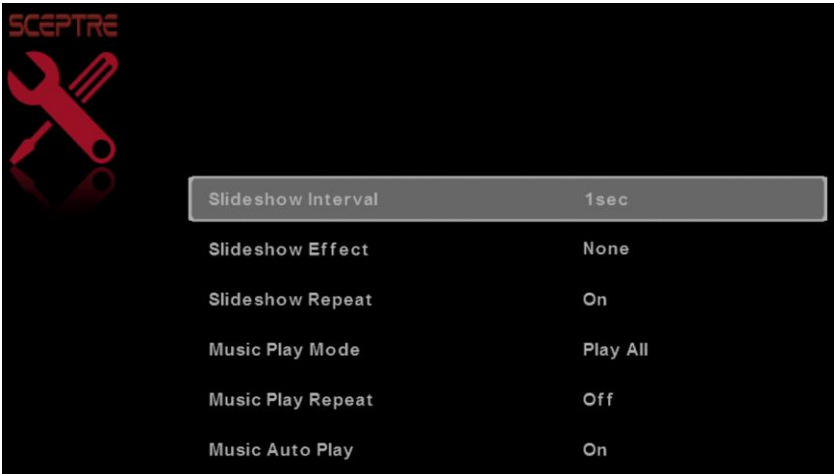 SCEPTRE
Slideshow Interval 1sec
Slideshow Effect None
Slideshow Repeat On
Music Play Mode Play All
Music Play Repeat Off
Music Auto Play On